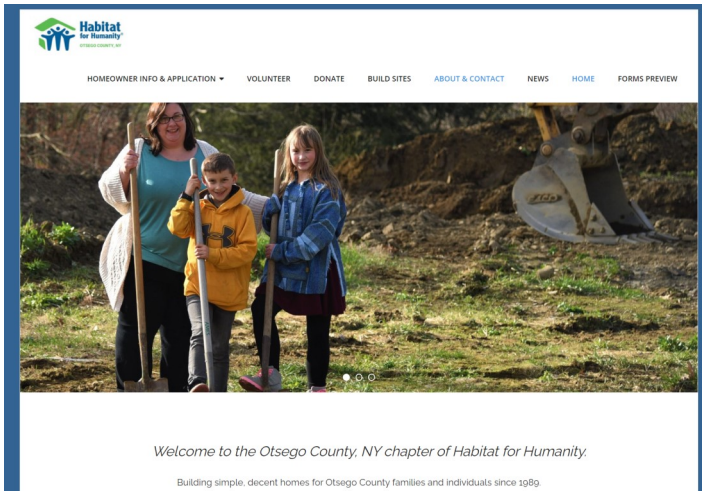 Habitat
for Humanity®
OTSEGO COUNTY, NY
HOMEOWNER INFO & APPLICATION VOLUNTEER DONATE BUILD SITES ABOUT & CONTACT NEWS HOME FORMS PREVIEW
Welcome to the Otsego County, NY chapter of Habitat for Humanity.
Building simple, decent homes for Otsego County families and individuals since 1989.